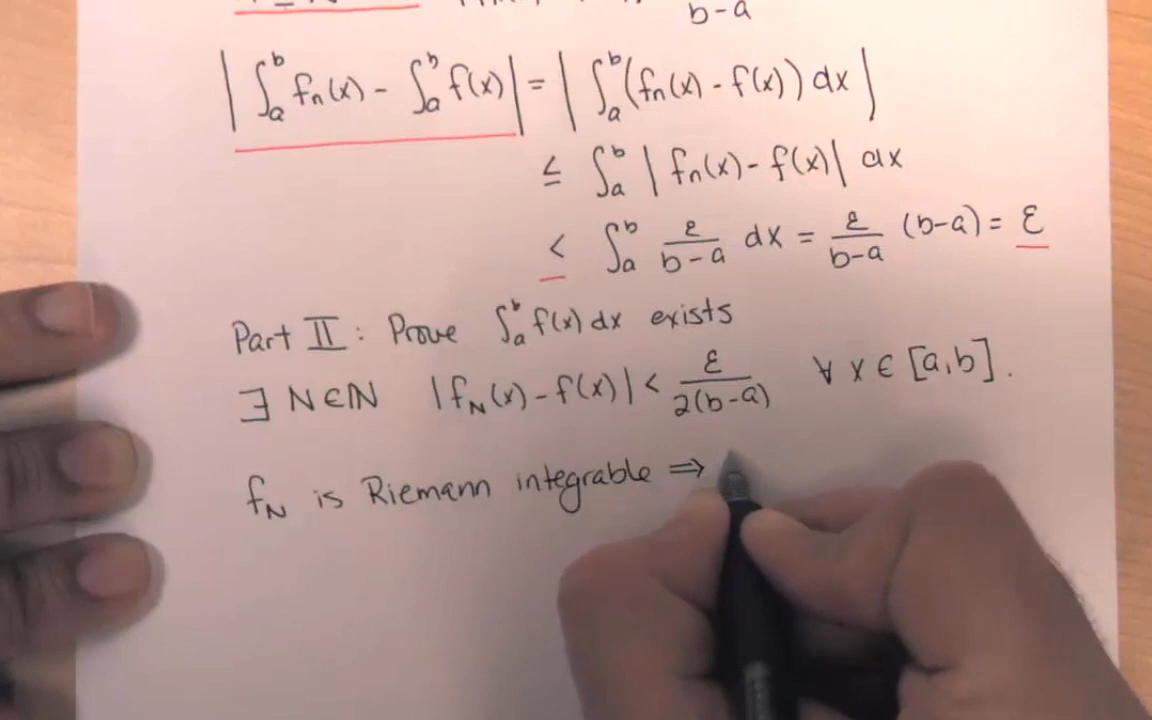 b-a
| ∫_a^b f_n(x) - ∫_a^b f(x) | = | ∫_a^b (f_n(x) - f(x)) dx |
≤ ∫_a^b | f_n(x) - f(x) | dx
< ∫_a^b ε/(b-a) dx = ε/(b-a) (b-a) = ε
Part II : Prove ∫_a^b f(x) dx exists
∃ N ∈ ℕ |f_N(x) - f(x)| < ε/(2(b-a)) ∀ x ∈ [a,b].
f_N is Riemann integrable ⇒